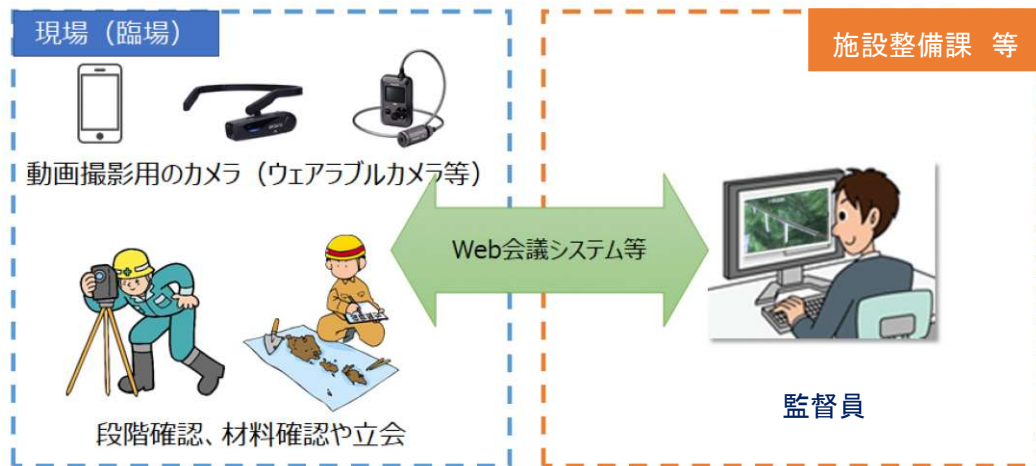 現場（臨場）
施設整備課 等
動画撮影用のカメラ（ウェアラブルカメラ等）
Web会議システム等
監督員
段階確認、材料確認や立会